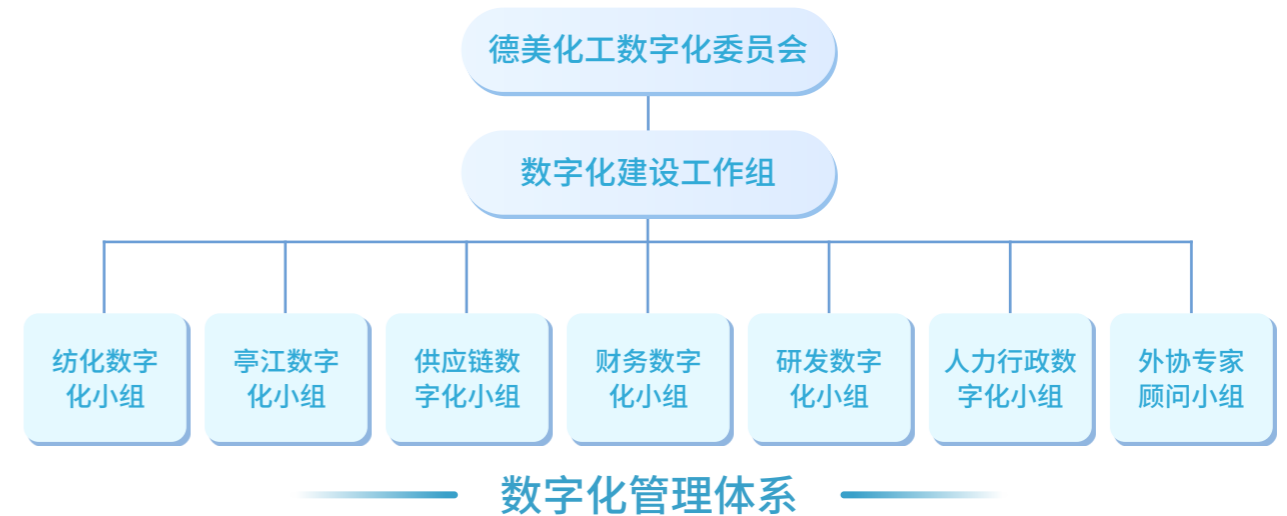 德美化工数字化委员会
数字化建设工作组
纺化数字
化小组
亭江数字
化小组
供应链数
字化小组
财务数字
化小组
研发数字
化小组
人力行政数
字化小组
外协专家
顾问小组
数字化管理体系